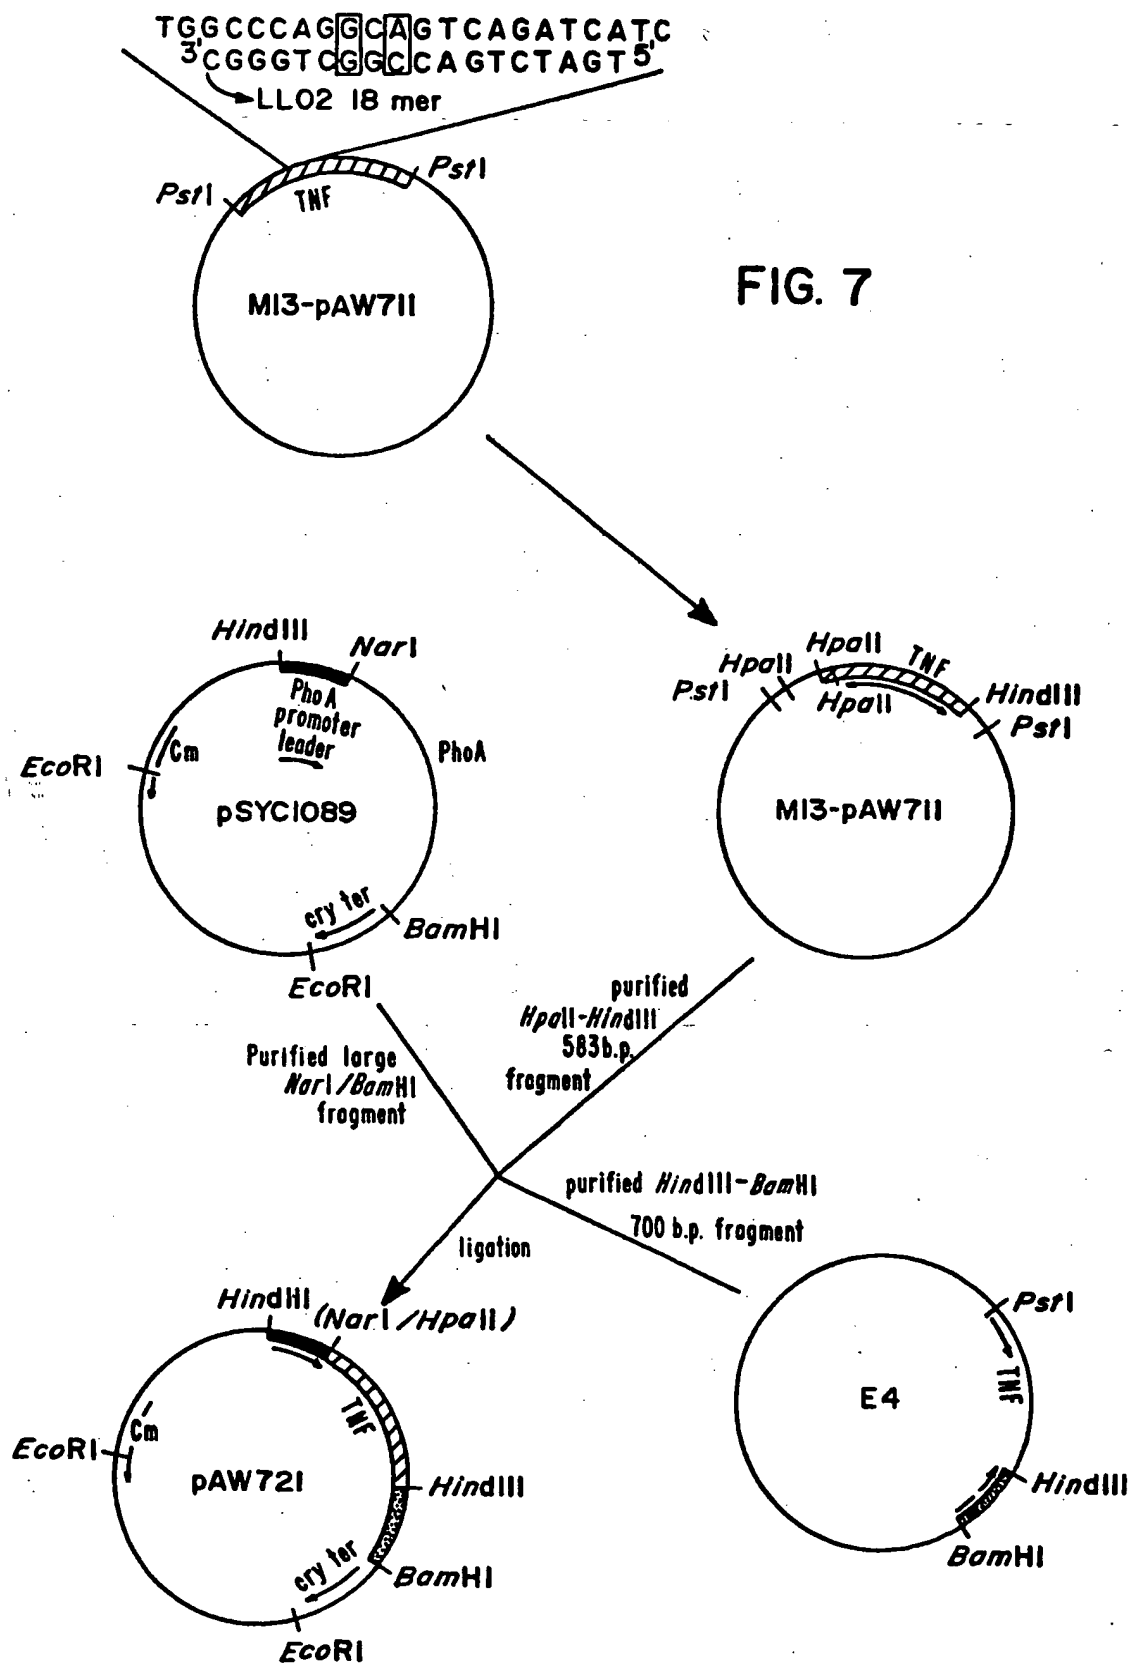 TGGCCCAGGCAGTCAGATCATC
3'CGGGTCGGCCAGTCTAGT5'
LL02 18 mer
PstI
PstI
TNF
M13-pAW711
FIG. 7
HindIII
NarI
PhoA
promoter
leader
PhoA
Cm
EcoRI
pSYC1089
cry ter
BamHI
EcoRI
HpaII
HpaII
TNF
PstI
HpaII
HindIII
PstI
M13-pAW711
purified
HpaII-HindIII
583 b.p.
fragment
Purified large
NarI/BamHI
fragment
purified HindIII-BamHI
700 b.p. fragment
ligation
HindIII
(NarI/HpaII)
TNF
Cm
EcoRI
pAW721
HindIII
cry ter
BamHI
EcoRI
PstI
TNF
E4
HindIII
BamHI